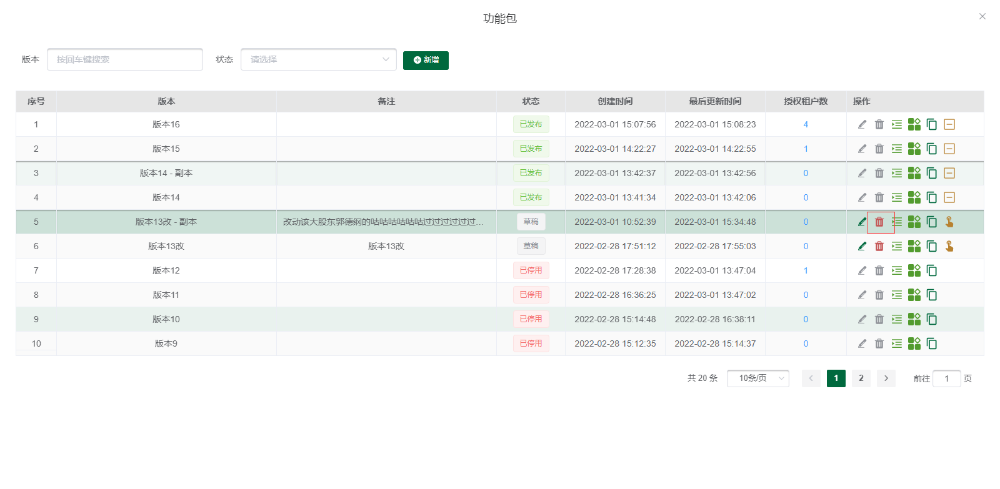 功能包
版本 按回车键搜索 状态 请选择 新增
序号 版本 备注 状态 创建时间 最后更新时间 授权租户数 操作
1 版本16 已发布 2022-03-01 15:07:56 2022-03-01 15:08:23 4
2 版本15 已发布 2022-03-01 14:22:27 2022-03-01 14:22:55 1
3 版本14 - 副本 已发布 2022-03-01 13:42:37 2022-03-01 13:42:56 0
4 版本14 已发布 2022-03-01 13:41:34 2022-03-01 13:42:06 0
5 版本13改 - 副本 改动该大股东郭德纲的咕咕咕咕咕咕过过过过过过... 草稿 2022-03-01 10:52:39 2022-03-01 15:34:48 0
6 版本13改 版本13改 草稿 2022-02-28 17:51:12 2022-02-28 17:55:03 0
7 版本12 已停用 2022-02-28 17:28:38 2022-03-01 13:47:04 1
8 版本11 已停用 2022-02-28 16:36:25 2022-03-01 13:47:02 0
9 版本10 已停用 2022-02-28 15:14:48 2022-02-28 16:38:11 0
10 版本9 已停用 2022-02-28 15:12:35 2022-02-28 15:14:37 0
共 20 条 10条/页 1 2 前往 1 页